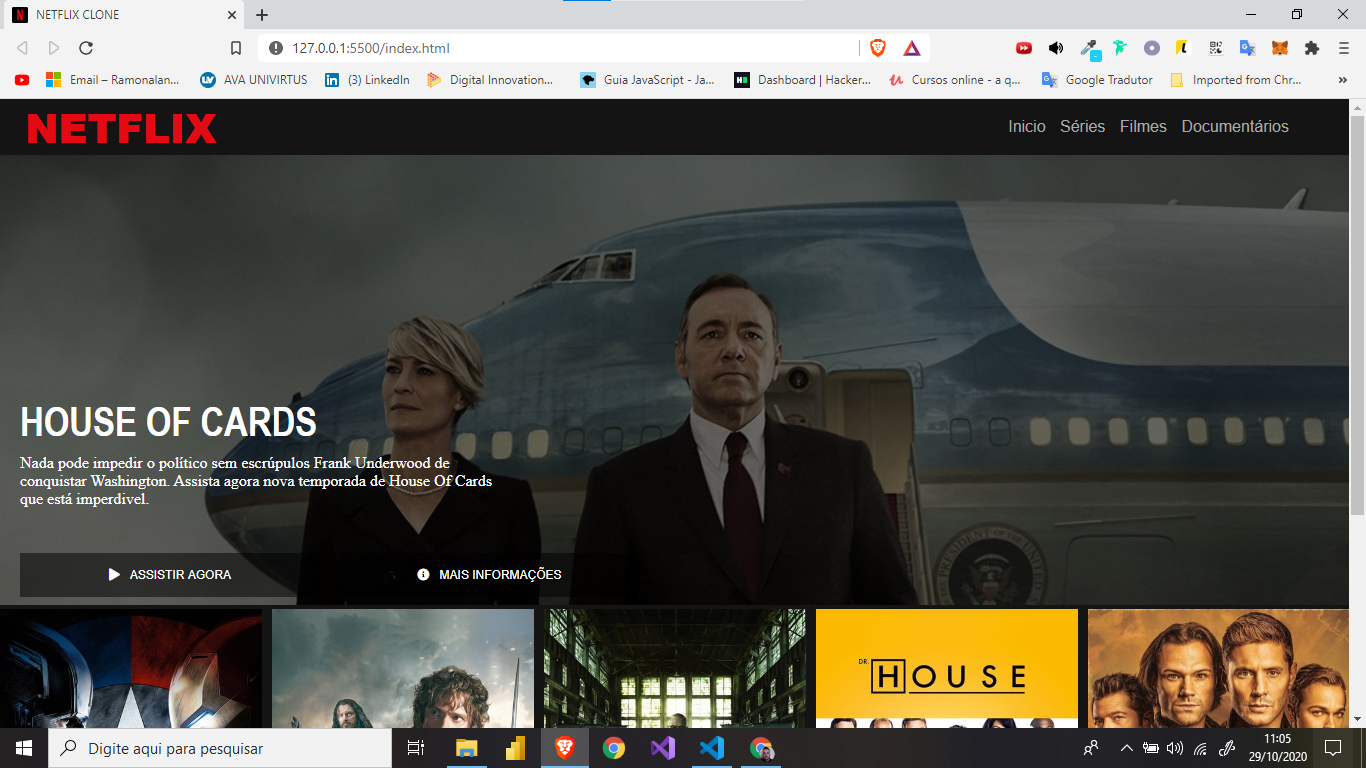 NETFLIX CLONE
127.0.0.1:5500/index.html
Email – Ramonalan...
AVA UNIVIRTUS
(3) LinkedIn
Digital Innovation...
Guia JavaScript - Ja...
Dashboard | Hacker...
Cursos online - a q...
Google Tradutor
Imported from Chr...
NETFLIX
Inicio
Séries
Filmes
Documentários
HOUSE OF CARDS
Nada pode impedir o político sem escrúpulos Frank Underwood de
conquistar Washington. Assista agora nova temporada de House Of Cards
que está imperdivel.
ASSISTIR AGORA
MAIS INFORMAÇÕES
DR.
HOUSE
Digite aqui para pesquisar
11:05
29/10/2020